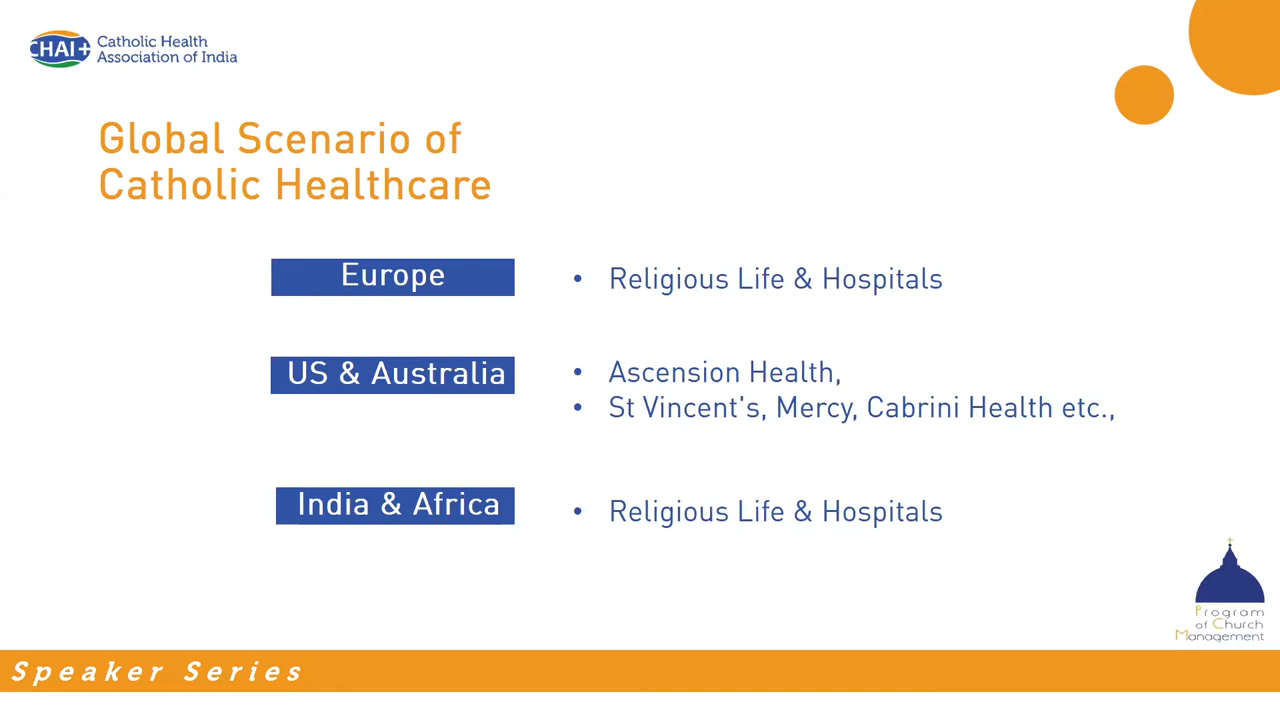 CHAI+
Catholic Health
Association of India
Global Scenario of
Catholic Healthcare
Europe
• Religious Life & Hospitals
US & Australia
• Ascension Health,
• St Vincent's, Mercy, Cabrini Health etc.,
India & Africa
• Religious Life & Hospitals
Program
of Church
Management
Speaker Series